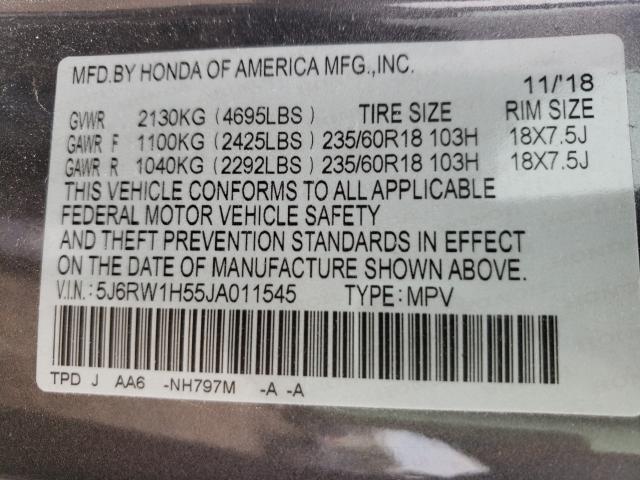 MFD.BY HONDA OF AMERICA MFG.,INC.
11/'18
GVWR 2130KG (4695LBS) TIRE SIZE RIM SIZE
GAWR F 1100KG (2425LBS) 235/60R18 103H 18X7.5J
GAWR R 1040KG (2292LBS) 235/60R18 103H 18X7.5J
THIS VEHICLE CONFORMS TO ALL APPLICABLE
FEDERAL MOTOR VEHICLE SAFETY
AND THEFT PREVENTION STANDARDS IN EFFECT
ON THE DATE OF MANUFACTURE SHOWN ABOVE.
V.I.N.: 5J6RW1H55JA011545 TYPE: MPV
TPD J AA6 -NH797M -A -A